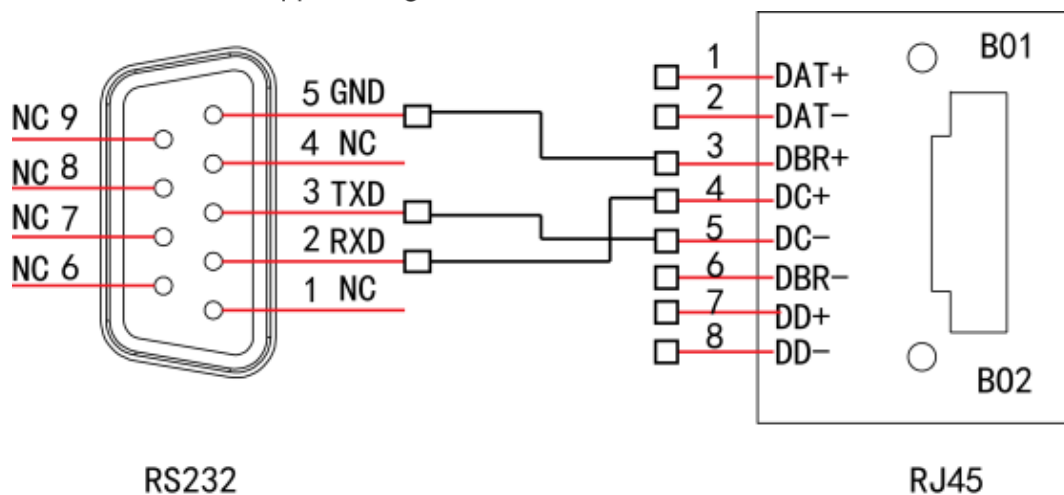 5 GND
NC 9
4 NC
NC 8
3 TXD
NC 7
2 RXD
NC 6
1 NC
1 DAT+
2 DAT-
3 DBR+
4 DC+
5 DC-
6 DBR-
7 DD+
8 DD-
B01
B02
RS232
RJ45